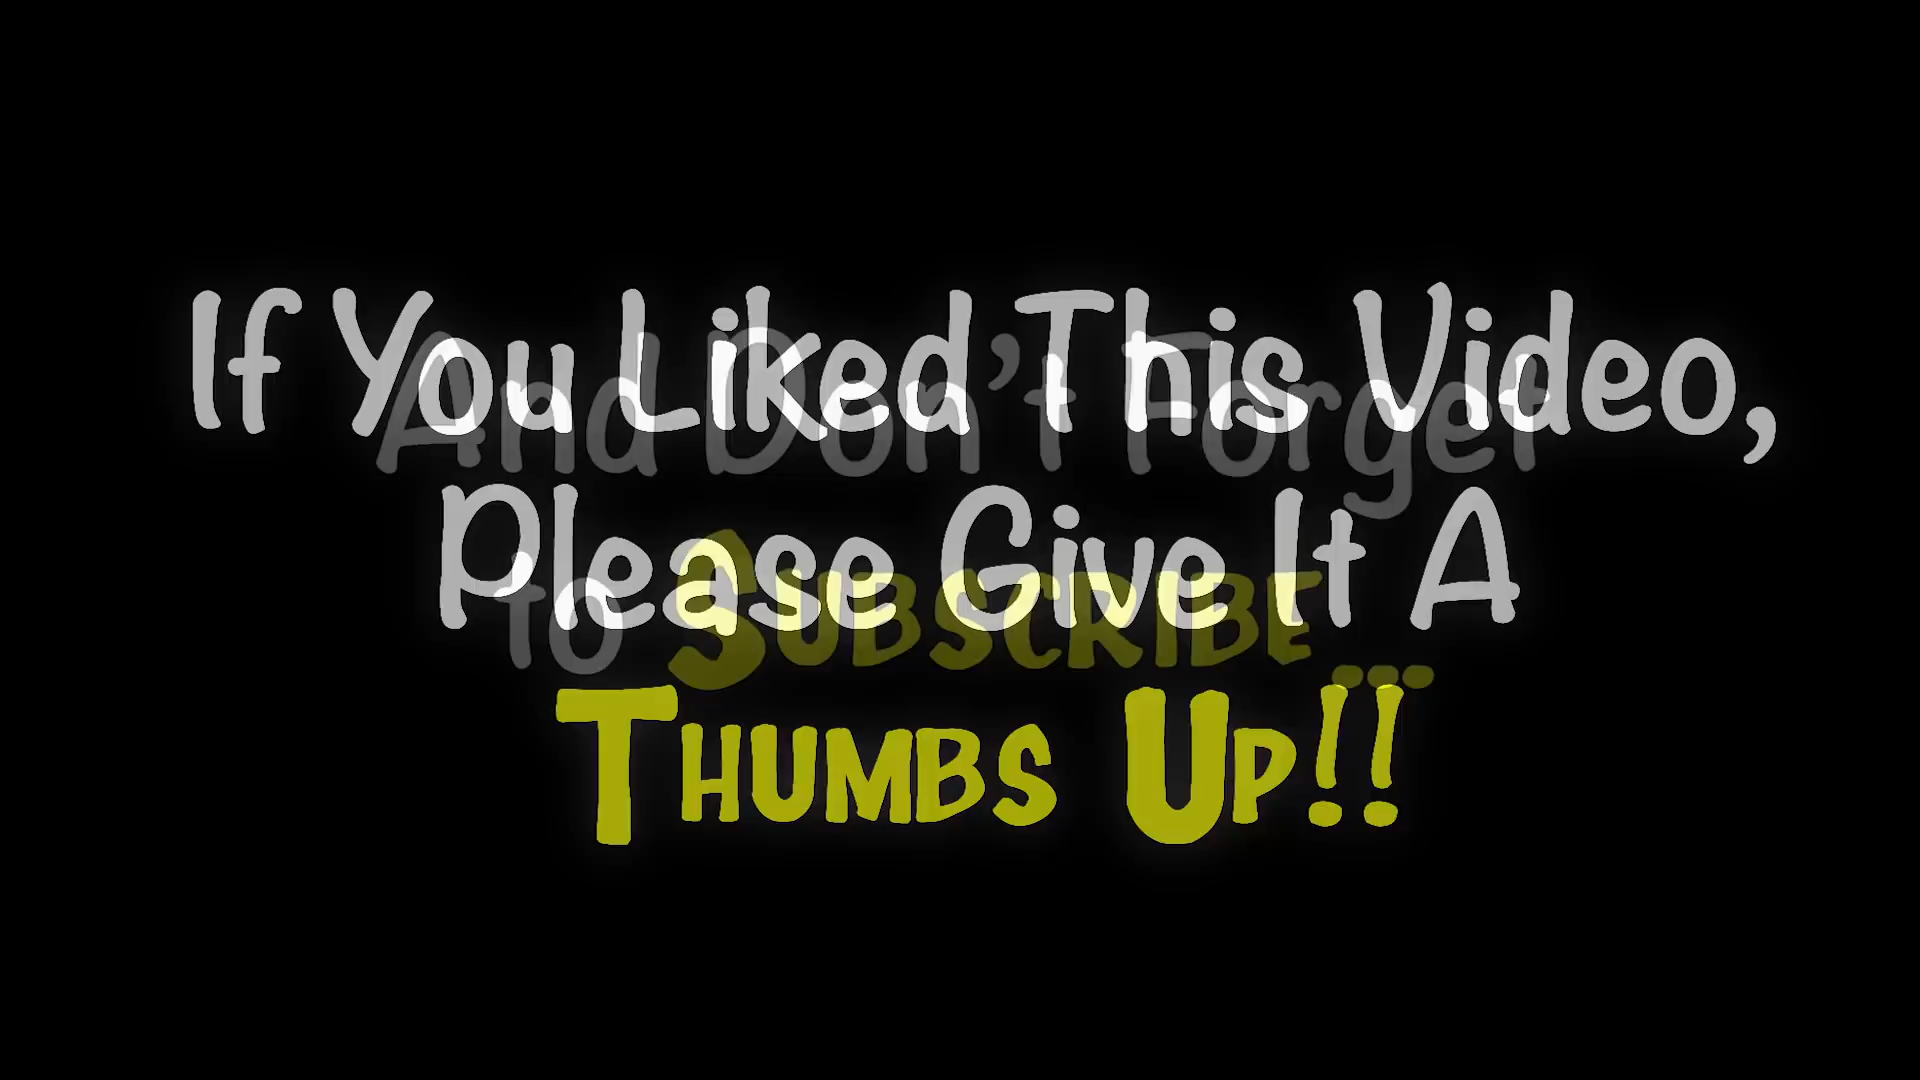 If You Liked This Video,
And Don't Forget
Please Give It A
to Subscribe...
Thumbs Up!!